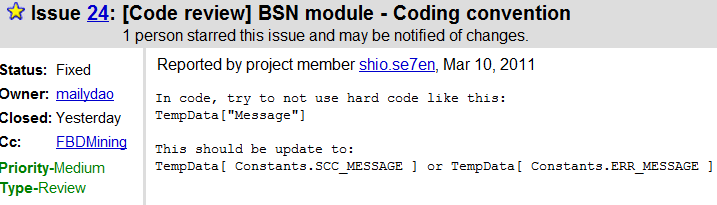 Issue 24: [Code review] BSN module - Coding convention
1 person starred this issue and may be notified of changes.
Status: Fixed
Owner: mailydao
Closed: Yesterday
Cc: FBDMining
Priority-Medium
Type-Review
Reported by project member shio.se7en, Mar 10, 2011
In code, try to not use hard code like this:
TempData["Message"]
This should be update to:
TempData[ Constants.SCC_MESSAGE ] or TempData[ Constants.ERR_MESSAGE ]